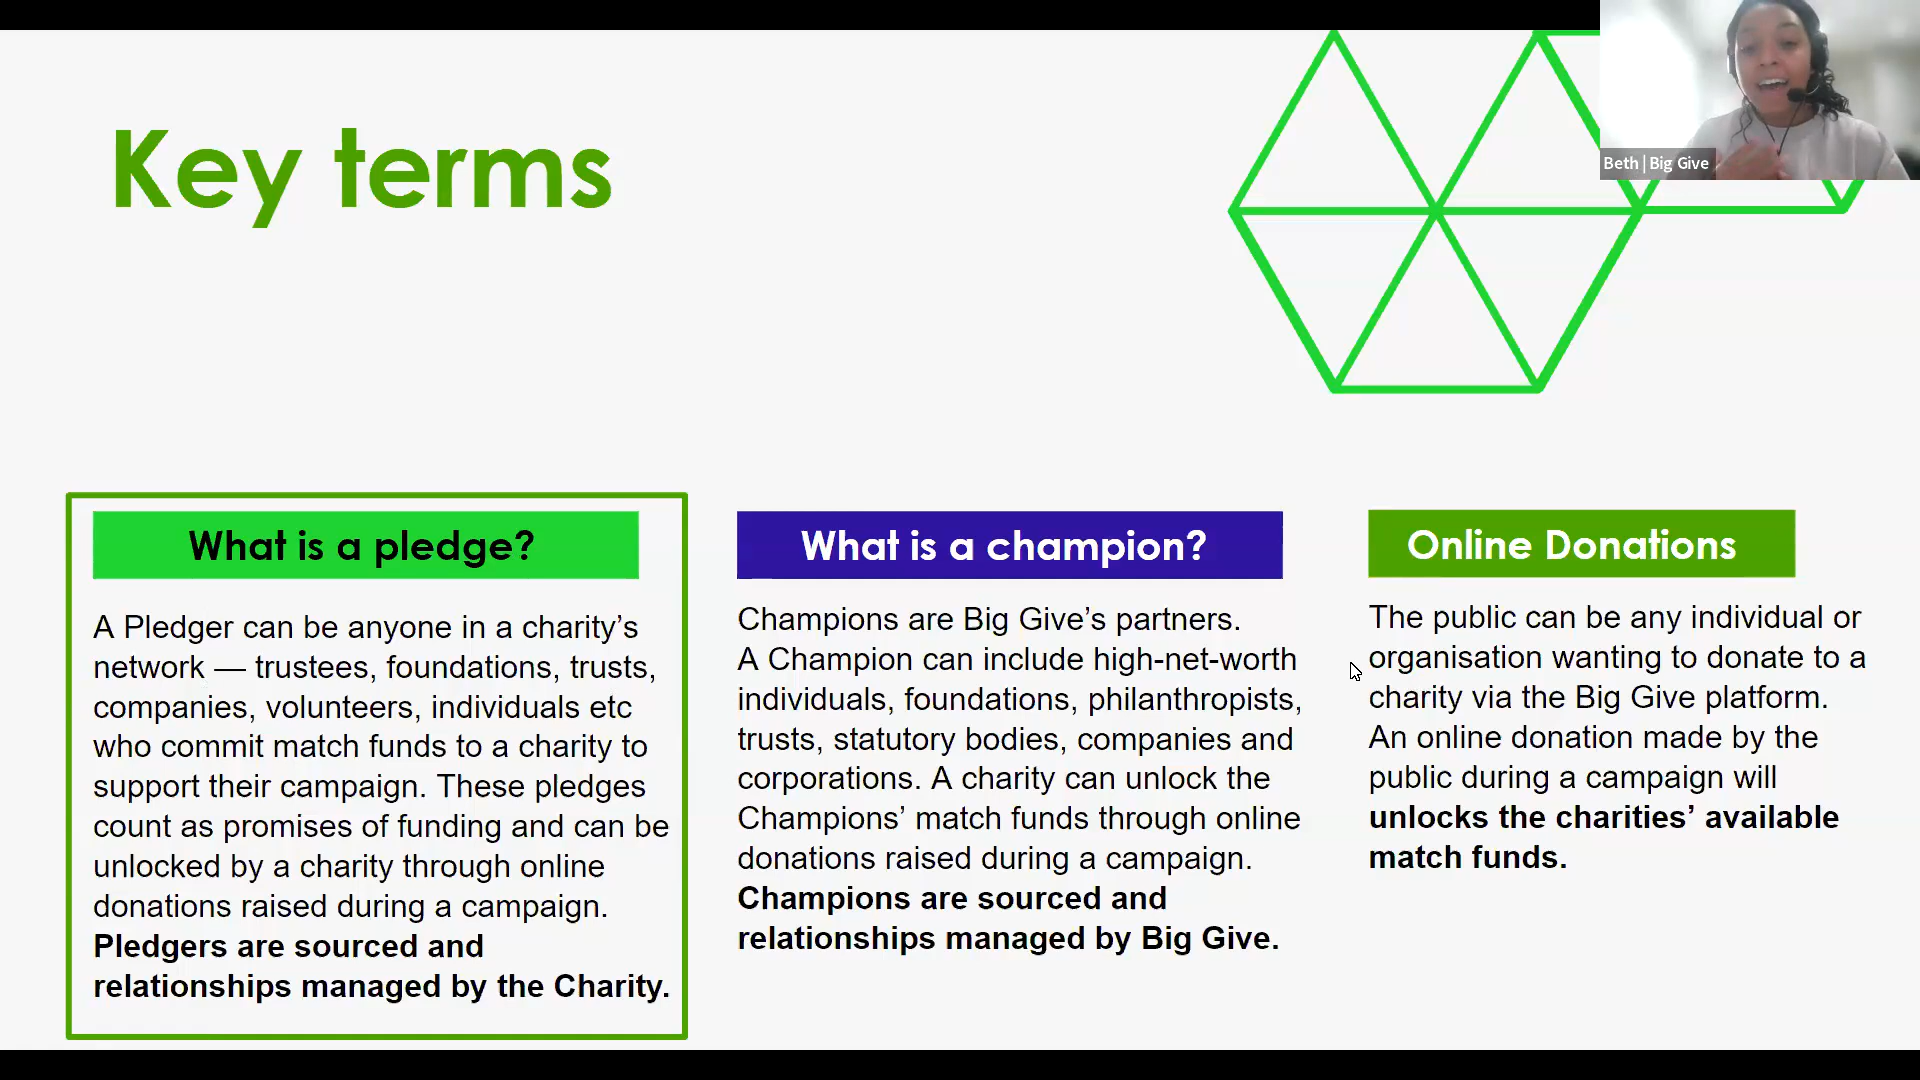 Key terms
Beth | Big Give
What is a pledge?
A Pledger can be anyone in a charity’s
network — trustees, foundations, trusts,
companies, volunteers, individuals etc
who commit match funds to a charity to
support their campaign. These pledges
count as promises of funding and can be
unlocked by a charity through online
donations raised during a campaign.
Pledgers are sourced and
relationships managed by the Charity.
What is a champion?
Champions are Big Give’s partners.
A Champion can include high-net-worth
individuals, foundations, philanthropists,
trusts, statutory bodies, companies and
corporations. A charity can unlock the
Champions’ match funds through online
donations raised during a campaign.
Champions are sourced and
relationships managed by Big Give.
Online Donations
The public can be any individual or
organisation wanting to donate to a
charity via the Big Give platform.
An online donation made by the
public during a campaign will
unlocks the charities’ available
match funds.